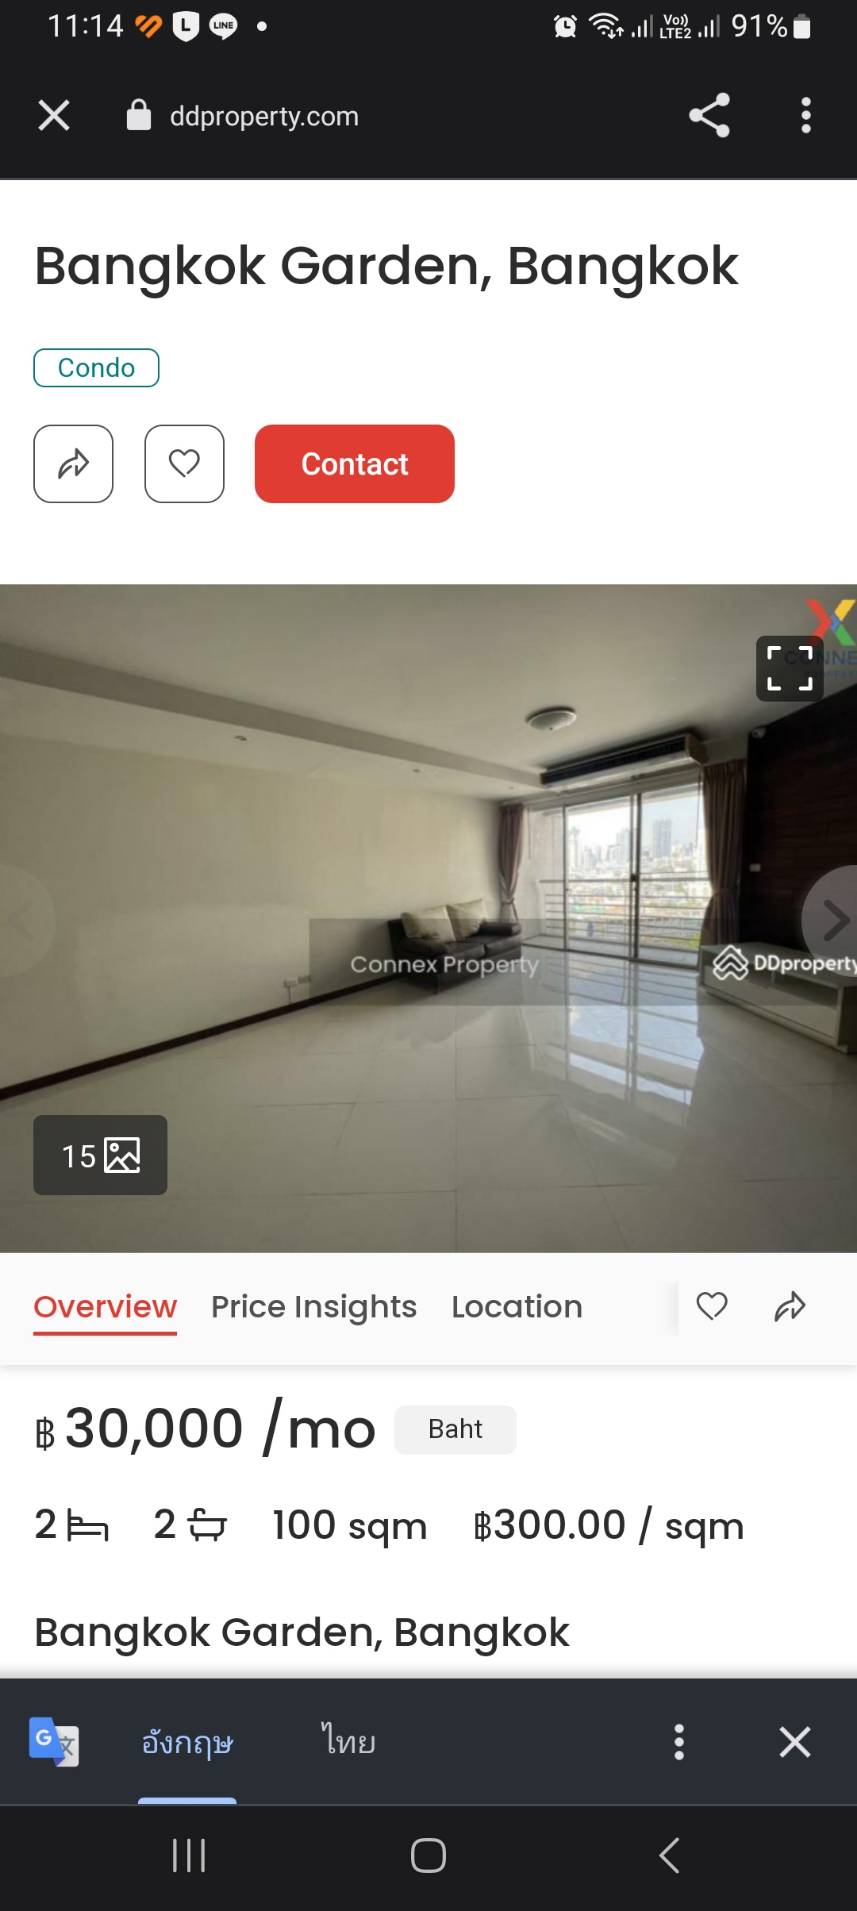 11:14 L LINE Vo)) LTE2 91%
ddproperty.com
Bangkok Garden, Bangkok
Condo
Contact
Connex Property
DDproperty
15
Overview Price Insights Location
฿30,000 /mo Baht
2 2 100 sqm ฿300.00 / sqm
Bangkok Garden, Bangkok
G 文 อังกฤษ ไทย